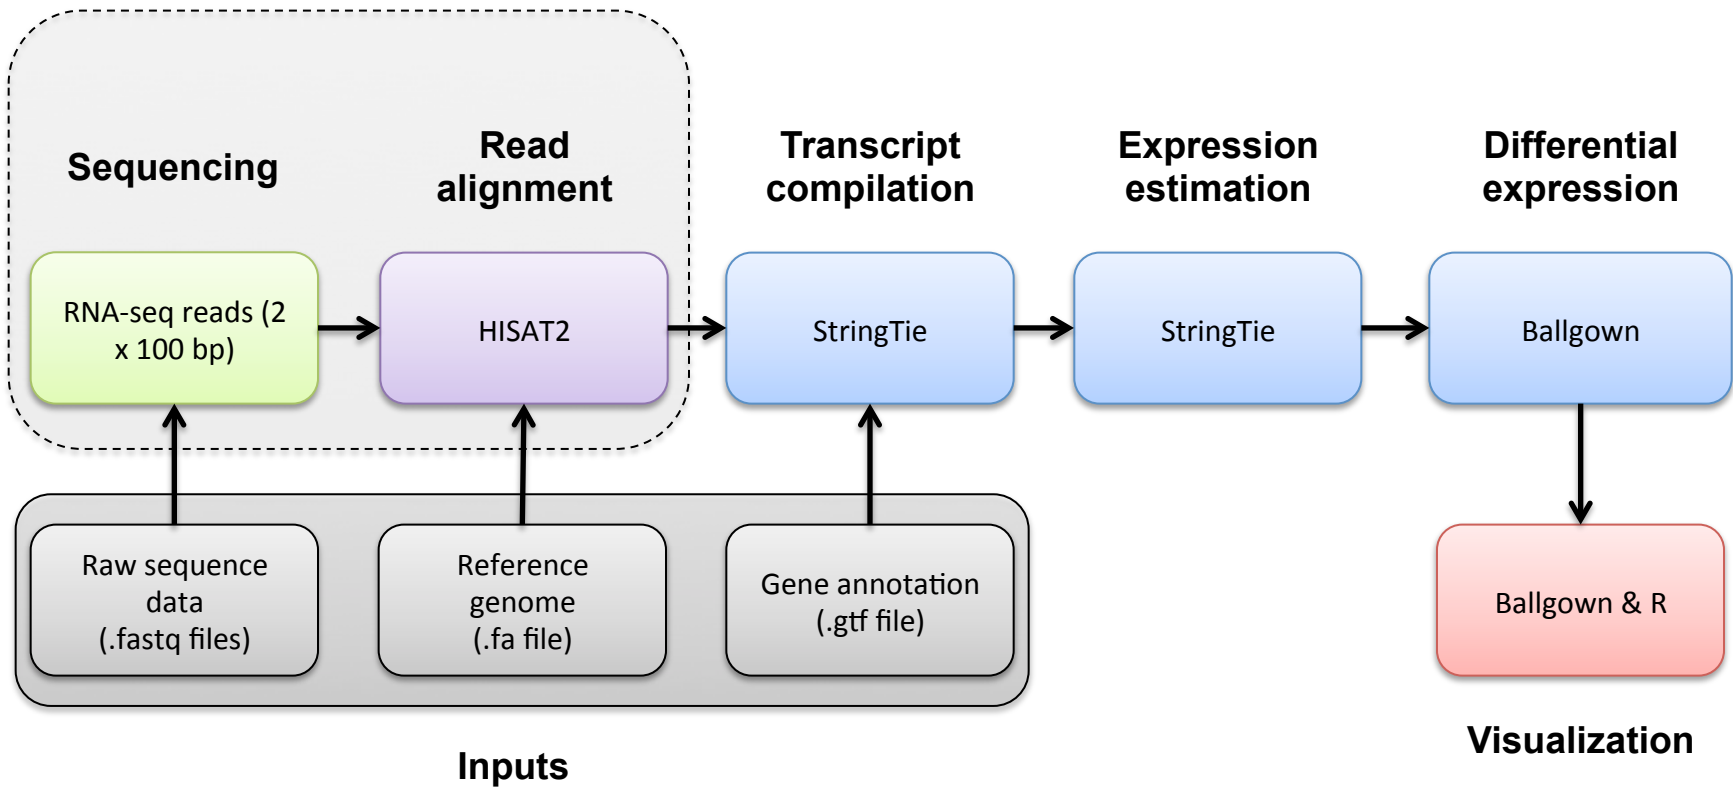 Sequencing
Read
alignment
Transcript
compilation
Expression
estimation
Differential
expression
RNA-seq reads (2
x 100 bp)
HISAT2
StringTie
StringTie
Ballgown
Raw sequence
data
(.fastq files)
Reference
genome
(.fa file)
Gene annotation
(.gtf file)
Ballgown & R
Inputs
Visualization